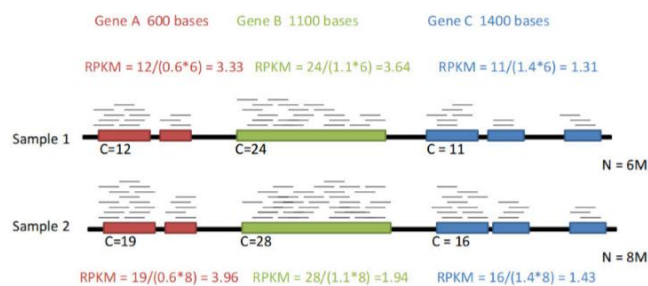 Gene A 600 bases Gene B 1100 bases Gene C 1400 bases
RPKM = 12/(0.6*6) = 3.33 RPKM = 24/(1.1*6) =3.64 RPKM = 11/(1.4*6) = 1.31
Sample 1
C=12 C=24 C = 11
N = 6M
Sample 2
C=19 C=28 C = 16
N = 8M
RPKM = 19/(0.6*8) = 3.96 RPKM = 28/(1.1*8) =1.94 RPKM = 16/(1.4*8) = 1.43